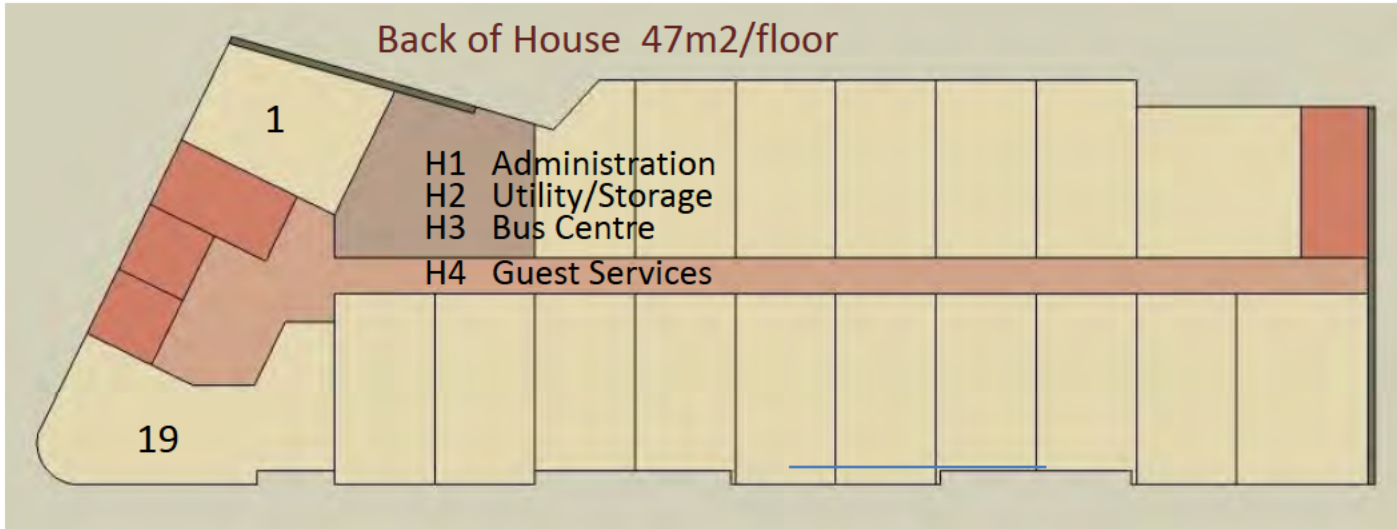 Back of House 47m2/floor
1
H1 Administration
H2 Utility/Storage
H3 Bus Centre
H4 Guest Services
19